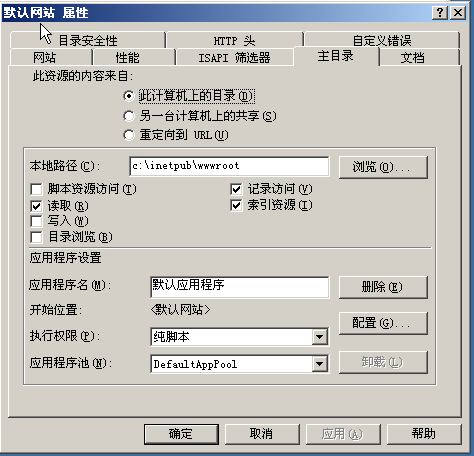 默认网站 属性
目录安全性 HTTP 头 自定义错误
网站 性能 ISAPI 筛选器 主目录 文档
此资源的内容来自:
此计算机上的目录(D)
另一台计算机上的共享(S)
重定向到 URL(U)
本地路径(C): c:\inetpub\wwwroot 浏览(O)...
脚本资源访问(T) 记录访问(V)
读取(R) 索引资源(I)
写入(W)
目录浏览(B)
应用程序设置
应用程序名(M): 默认应用程序 删除(E)
开始位置: <默认网站>
配置(G)...
执行权限(P): 纯脚本
应用程序池(N): DefaultAppPool 卸载(L)
确定 取消 应用(A) 帮助